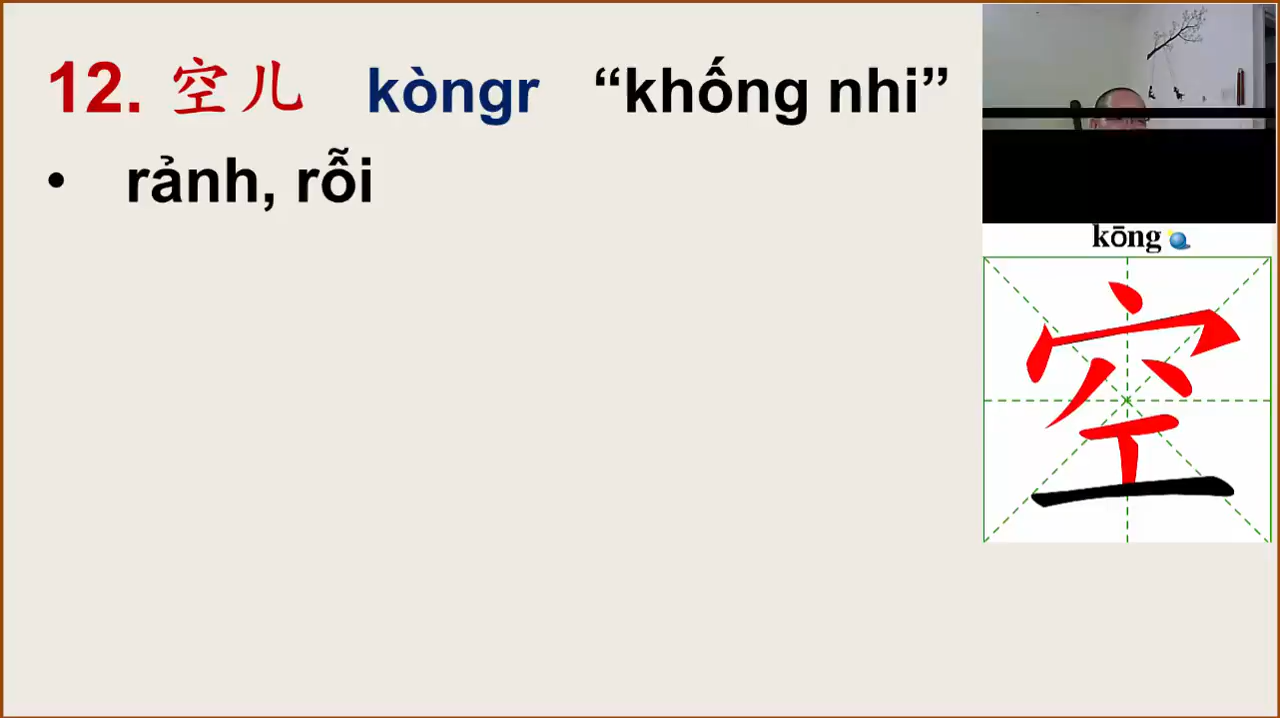 12. 空儿 kòngr “khống nhi”
• rảnh, rỗi
kōng
空